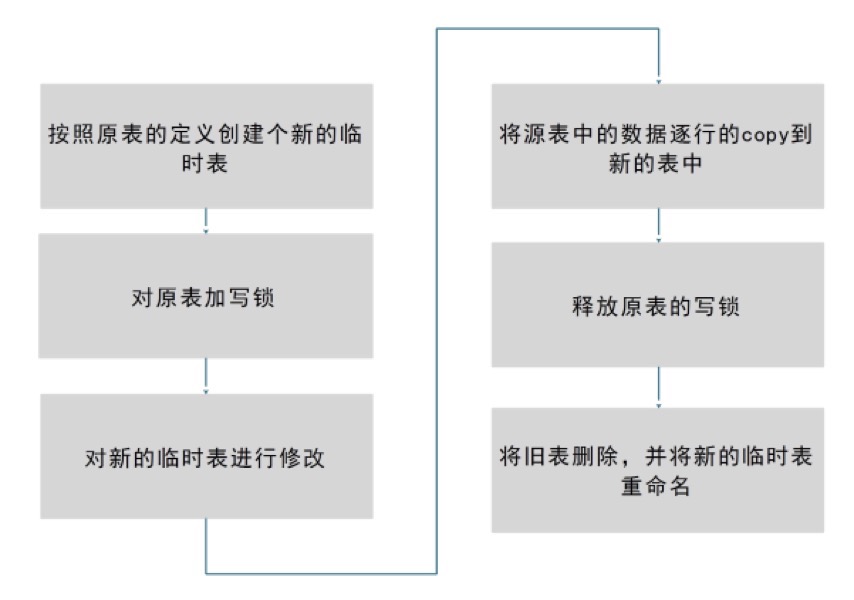 按照原表的定义创建个新的临
时表
对原表加写锁
对新的临时表进行修改
将源表中的数据逐行的copy到
新的表中
释放原表的写锁
将旧表删除，并将新的临时表
重命名